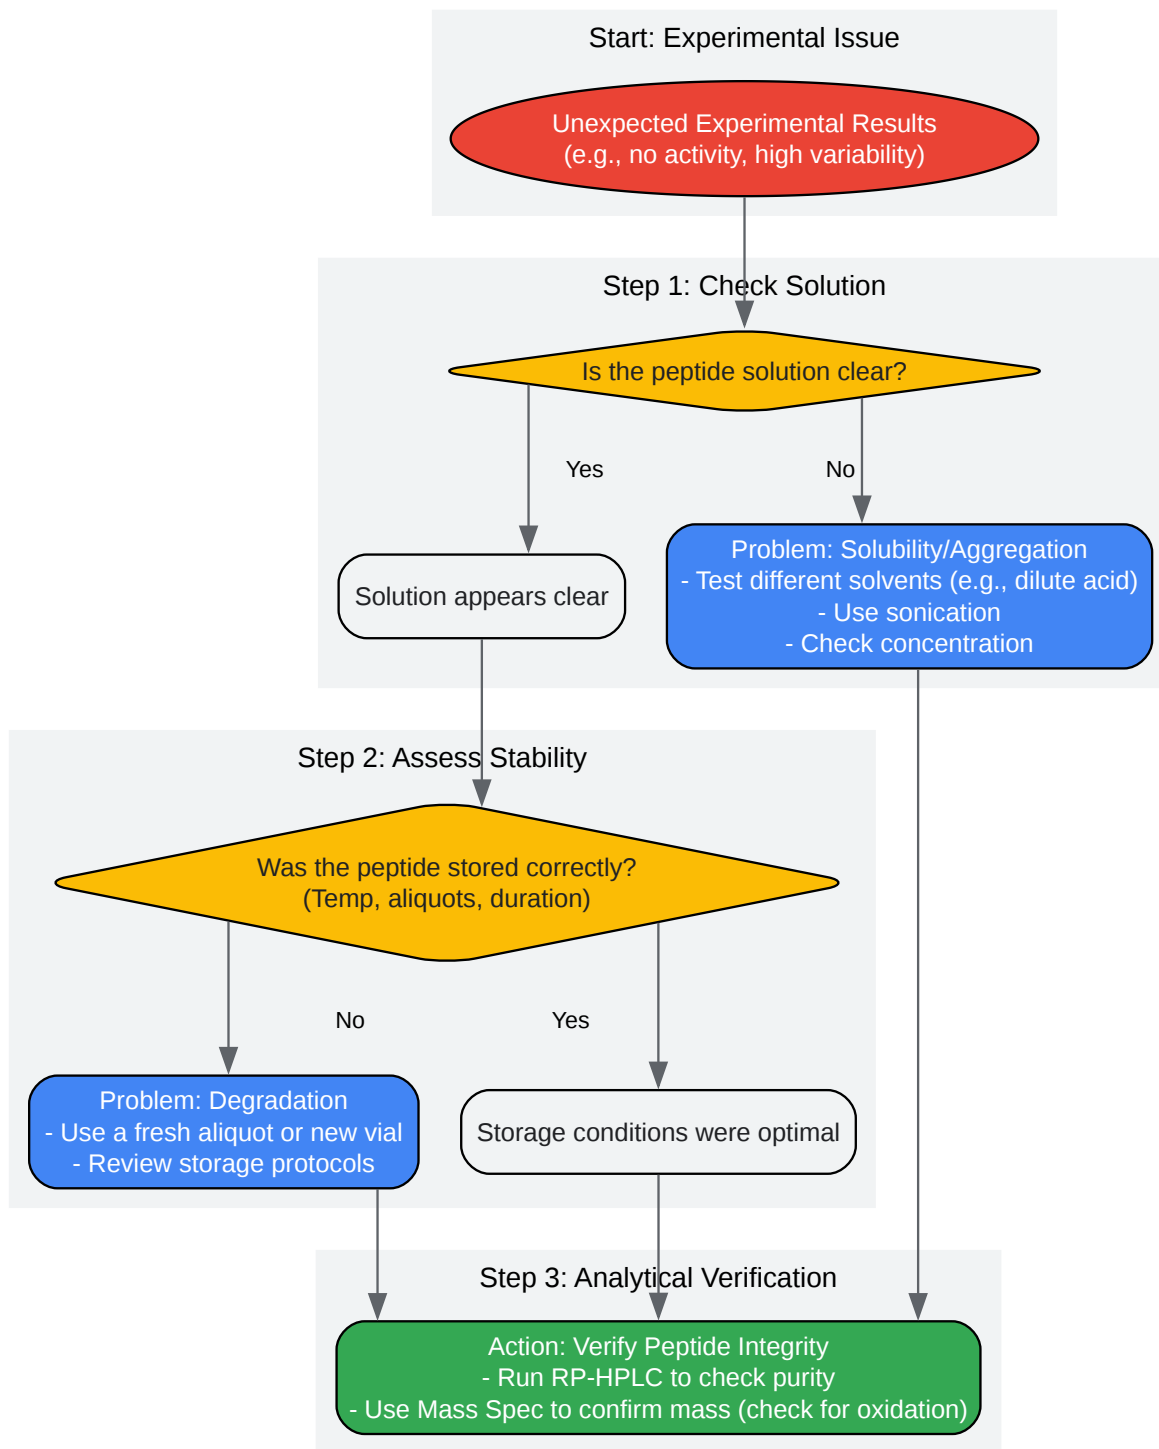 Start: Experimental Issue
Unexpected Experimental Results
(e.g., no activity, high variability)
Step 1: Check Solution
Is the peptide solution clear?
Yes
No
Solution appears clear
Problem: Solubility/Aggregation
- Test different solvents (e.g., dilute acid)
- Use sonication
- Check concentration
Step 2: Assess Stability
Was the peptide stored correctly?
(Temp, aliquots, duration)
No
Yes
Problem: Degradation
- Use a fresh aliquot or new vial
- Review storage protocols
Storage conditions were optimal
Step 3: Analytical Verification
Action: Verify Peptide Integrity
- Run RP-HPLC to check purity
- Use Mass Spec to confirm mass (check for oxidation)